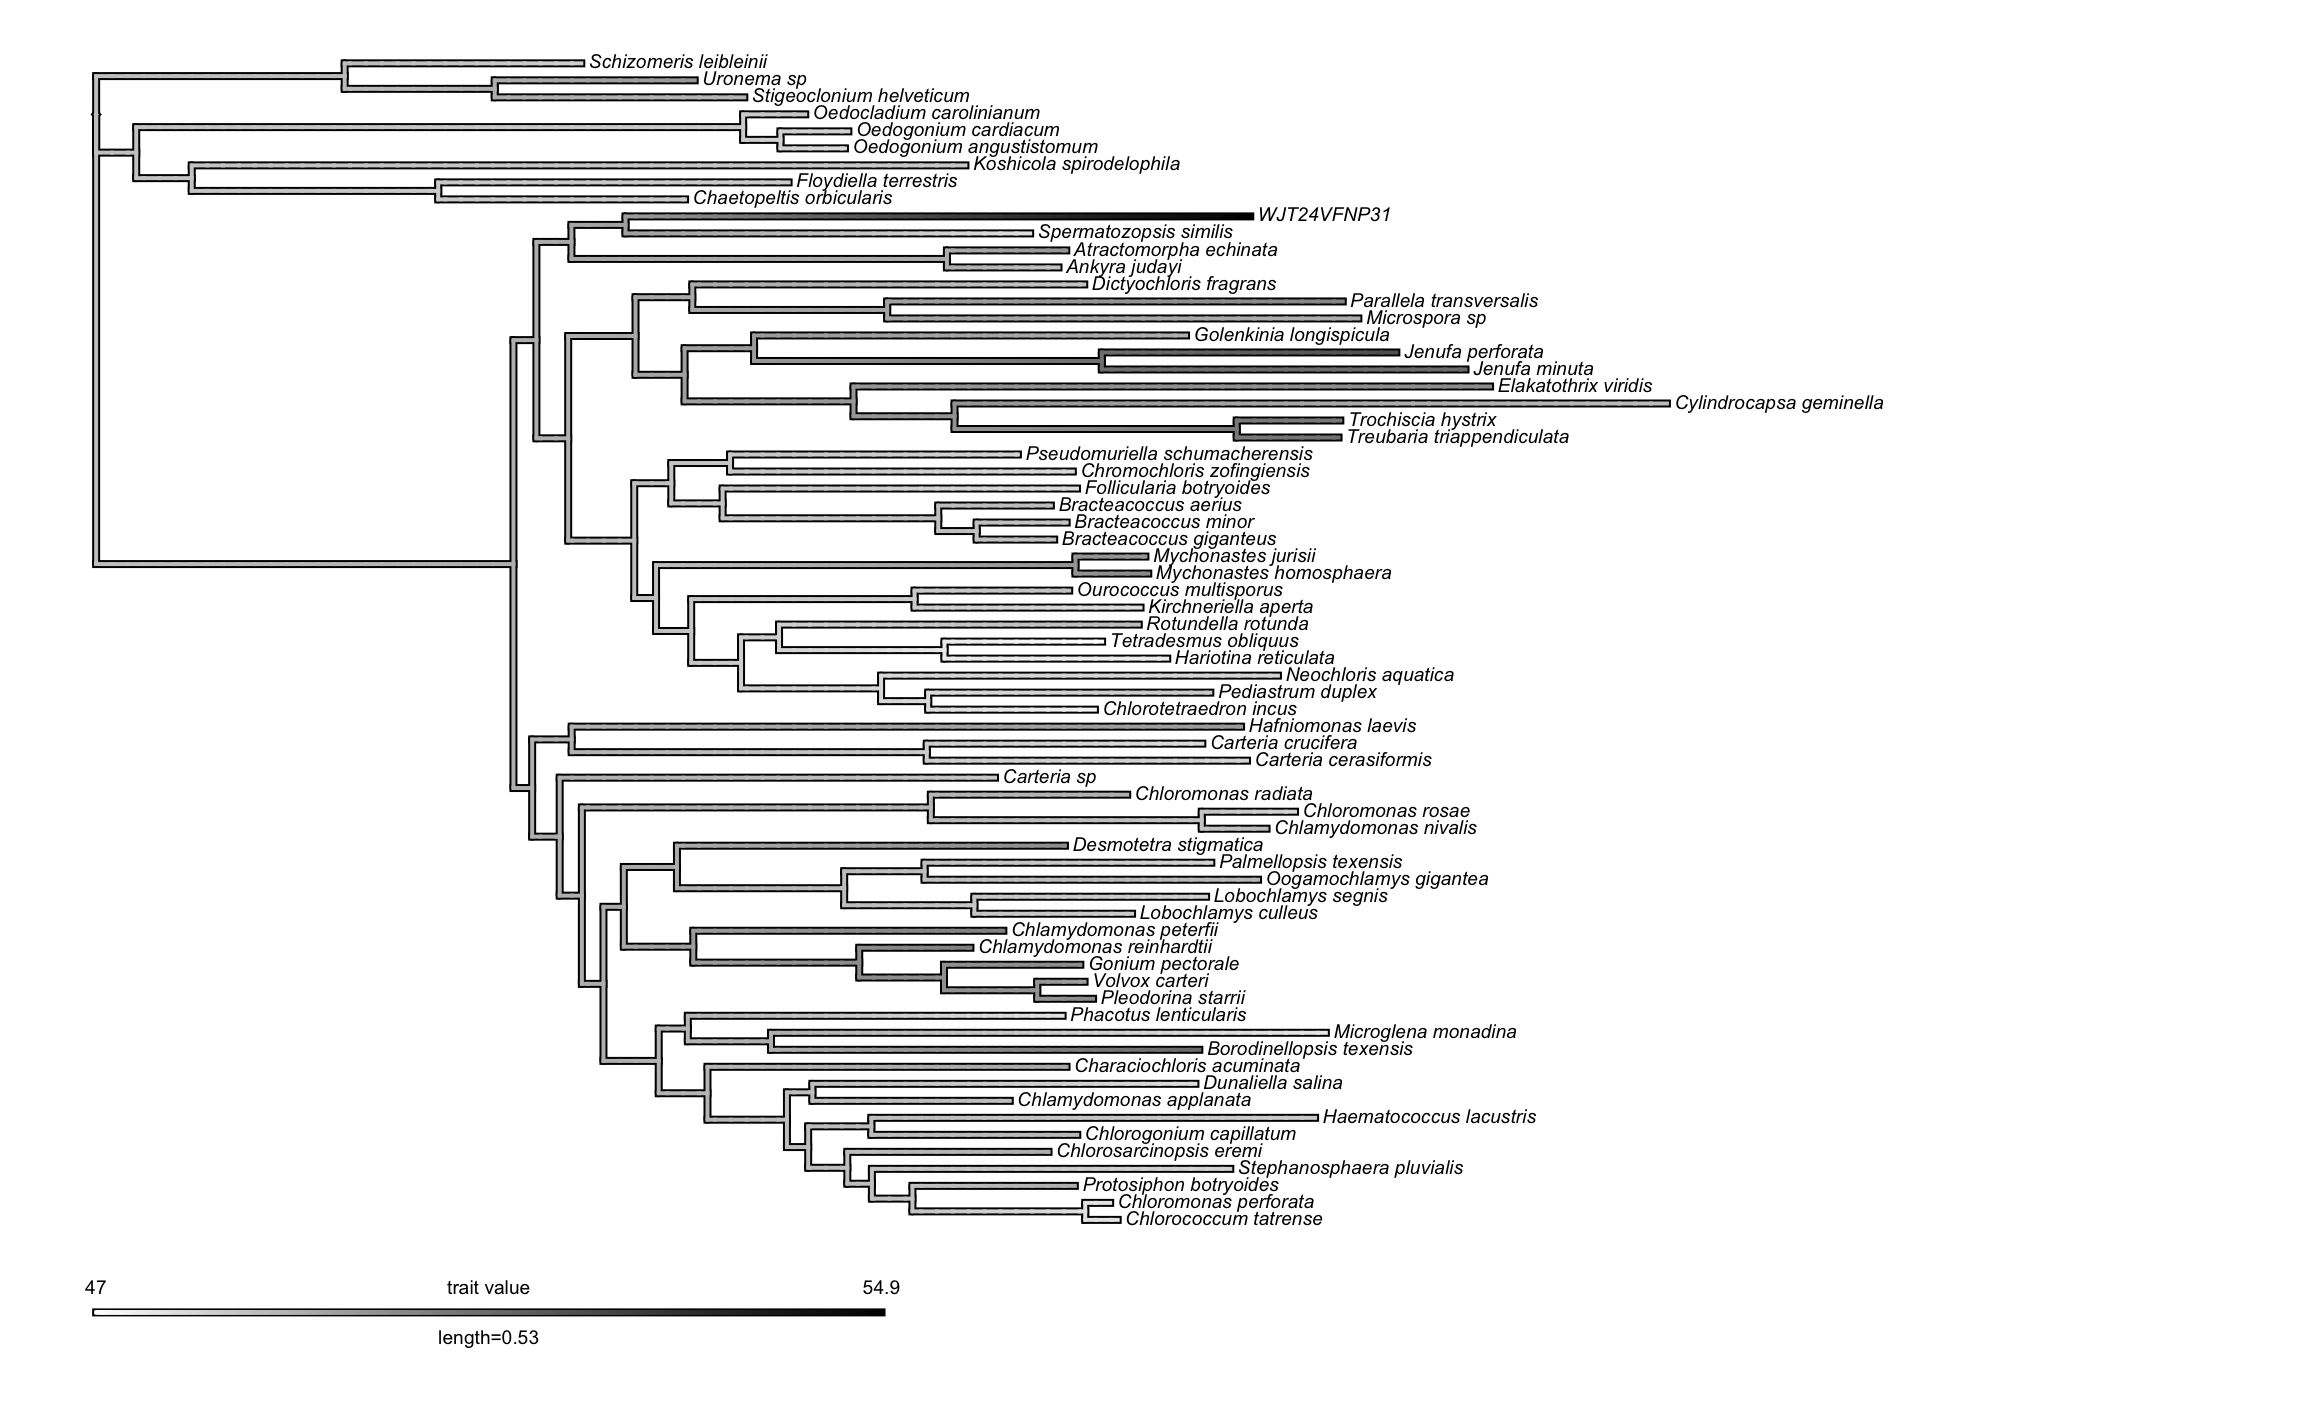 Schizomeris leibleinii
Uronema sp
Stigeoclonium helveticum
Oedocladium carolinianum
Oedogonium cardiacum
Oedogonium angustistomum
Koshicola spirodelophila
Floydiella terrestris
Chaetopeltis orbicularis
WJT24VFNP31
Spermatozopsis similis
Atractomorpha echinata
Ankyra judayi
Dictyochloris fragrans
Parallela transversalis
Microspora sp
Golenkinia longispicula
Jenufa perforata
Jenufa minuta
Elakatothrix viridis
Cylindrocapsa geminella
Trochiscia hystrix
Treubaria triappendiculata
Pseudomuriella schumacherensis
Chromochloris zofingiensis
Follicularia botryoides
Bracteacoccus aerius
Bracteacoccus minor
Bracteacoccus giganteus
Mychonastes jurisii
Mychonastes homosphaera
Ourococcus multisporus
Kirchneriella aperta
Rotundella rotunda
Tetradesmus obliquus
Hariotina reticulata
Neochloris aquatica
Pediastrum duplex
Chlorotetraedron incus
Hafniomonas laevis
Carteria crucifera
Carteria cerasiformis
Carteria sp
Chloromonas radiata
Chloromonas rosae
Chlamydomonas nivalis
Desmotetra stigmatica
Palmellopsis texensis
Oogamochlamys gigantea
Lobochlamys segnis
Lobochlamys culleus
Chlamydomonas peterfii
Chlamydomonas reinhardtii
Gonium pectorale
Volvox carteri
Pleodorina starrii
Phacotus lenticularis
Microglena monadina
Borodinellopsis texensis
Characiochloris acuminata
Dunaliella salina
Chlamydomonas applanata
Haematococcus lacustris
Chlorogonium capillatum
Chlorosarcinopsis eremi
Stephanosphaera pluvialis
Protosiphon botryoides
Chloromonas perforata
Chlorococcum tatrense
47 trait value 54.9
length=0.53